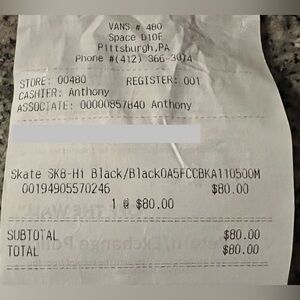 VANS # 480
Space D10E
Pittsburgh,PA
Phone #(412) 366-3074
STORE: 00480 REGISTER: 001
CASHIER: Anthony
ASSOCIATE: 00000857840 Anthony
Skate SK8-Hi Black/BlackOA5FCCBKA110500M
00194905570246 $80.00
1 @ $80.00
SUBTOTAL $80.00
TOTAL $80.00